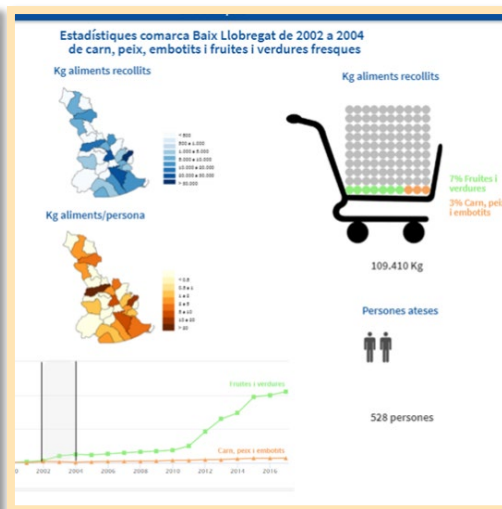 Estadístiques comarca Baix Llobregat de 2002 a 2004
de carn, peix, embotits i fruites i verdures fresques
Kg aliments recollits
Kg aliments recollits
7% Fruites i
verdures
3% Carn, peix
i embotits
109.410 Kg
Kg aliments/persona
Persones ateses
528 persones
Fruites i verdures
Carn, peix i embotits
2002 2004 2006 2008 2010 2012 2014 2016